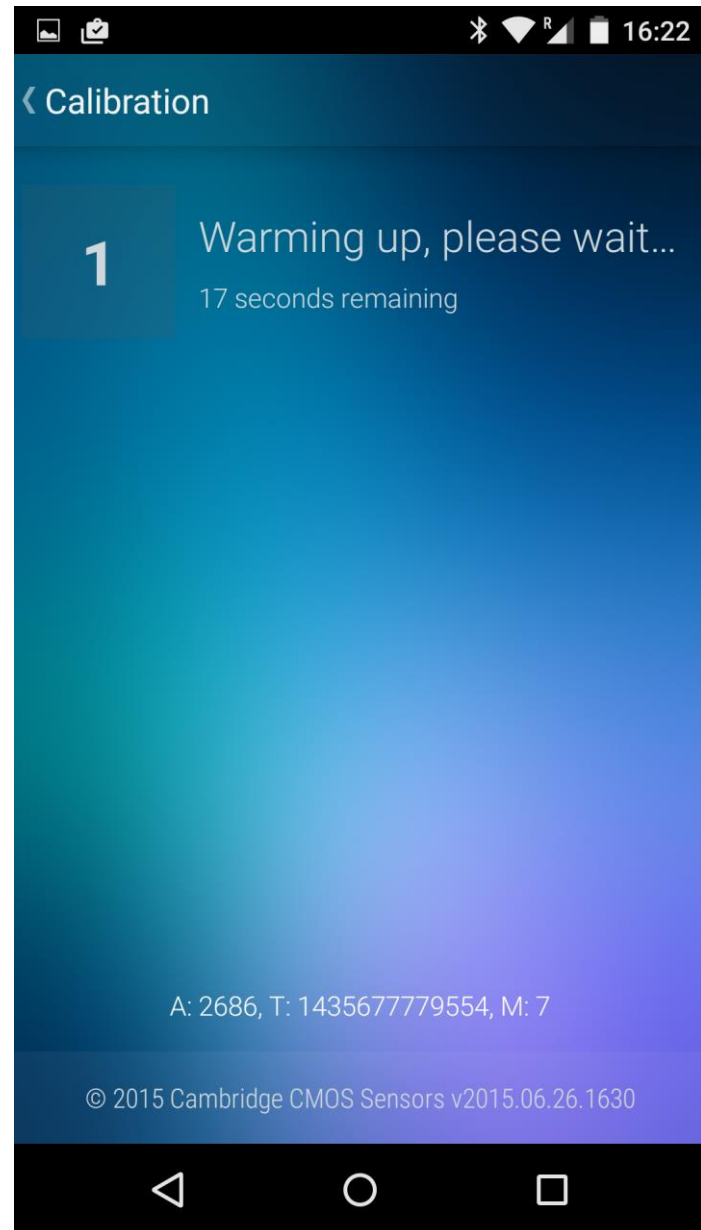 R 16:22
Calibration
1
Warming up, please wait...
17 seconds remaining
A: 2686, T: 1435677779554, M: 7
© 2015 Cambridge CMOS Sensors v2015.06.26.1630